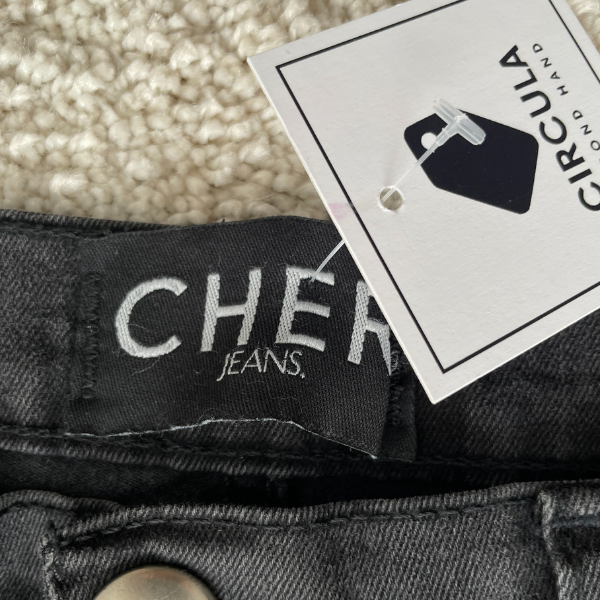 CHER
JEANS.
CIRCULA
OND HAND